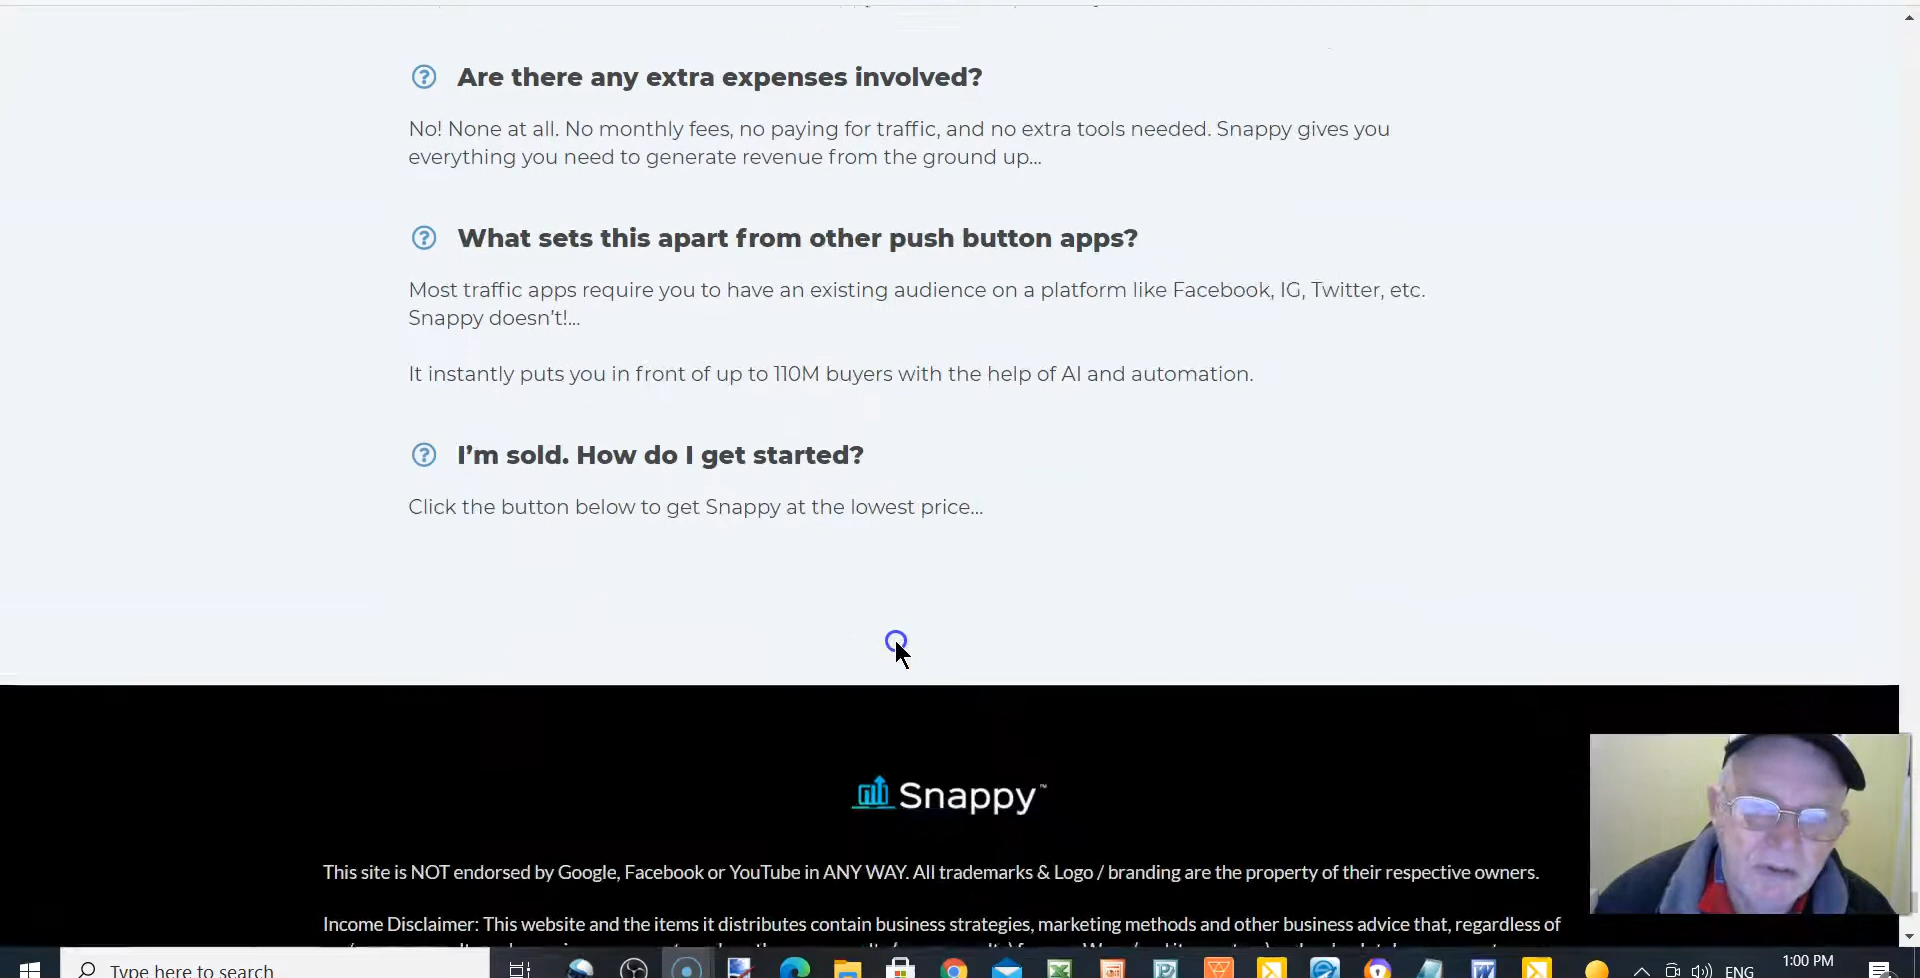 Are there any extra expenses involved?
No! None at all. No monthly fees, no paying for traffic, and no extra tools needed. Snappy gives you
everything you need to generate revenue from the ground up...
What sets this apart from other push button apps?
Most traffic apps require you to have an existing audience on a platform like Facebook, IG, Twitter, etc.
Snappy doesn’t!...
It instantly puts you in front of up to 110M buyers with the help of AI and automation.
I’m sold. How do I get started?
Click the button below to get Snappy at the lowest price...
Snappy™
This site is NOT endorsed by Google, Facebook or YouTube in ANY WAY. All trademarks & Logo / branding are the property of their respective owners.
Income Disclaimer: This website and the items it distributes contain business strategies, marketing methods and other business advice that, regardless of
Type here to search
ENG
1:00 PM